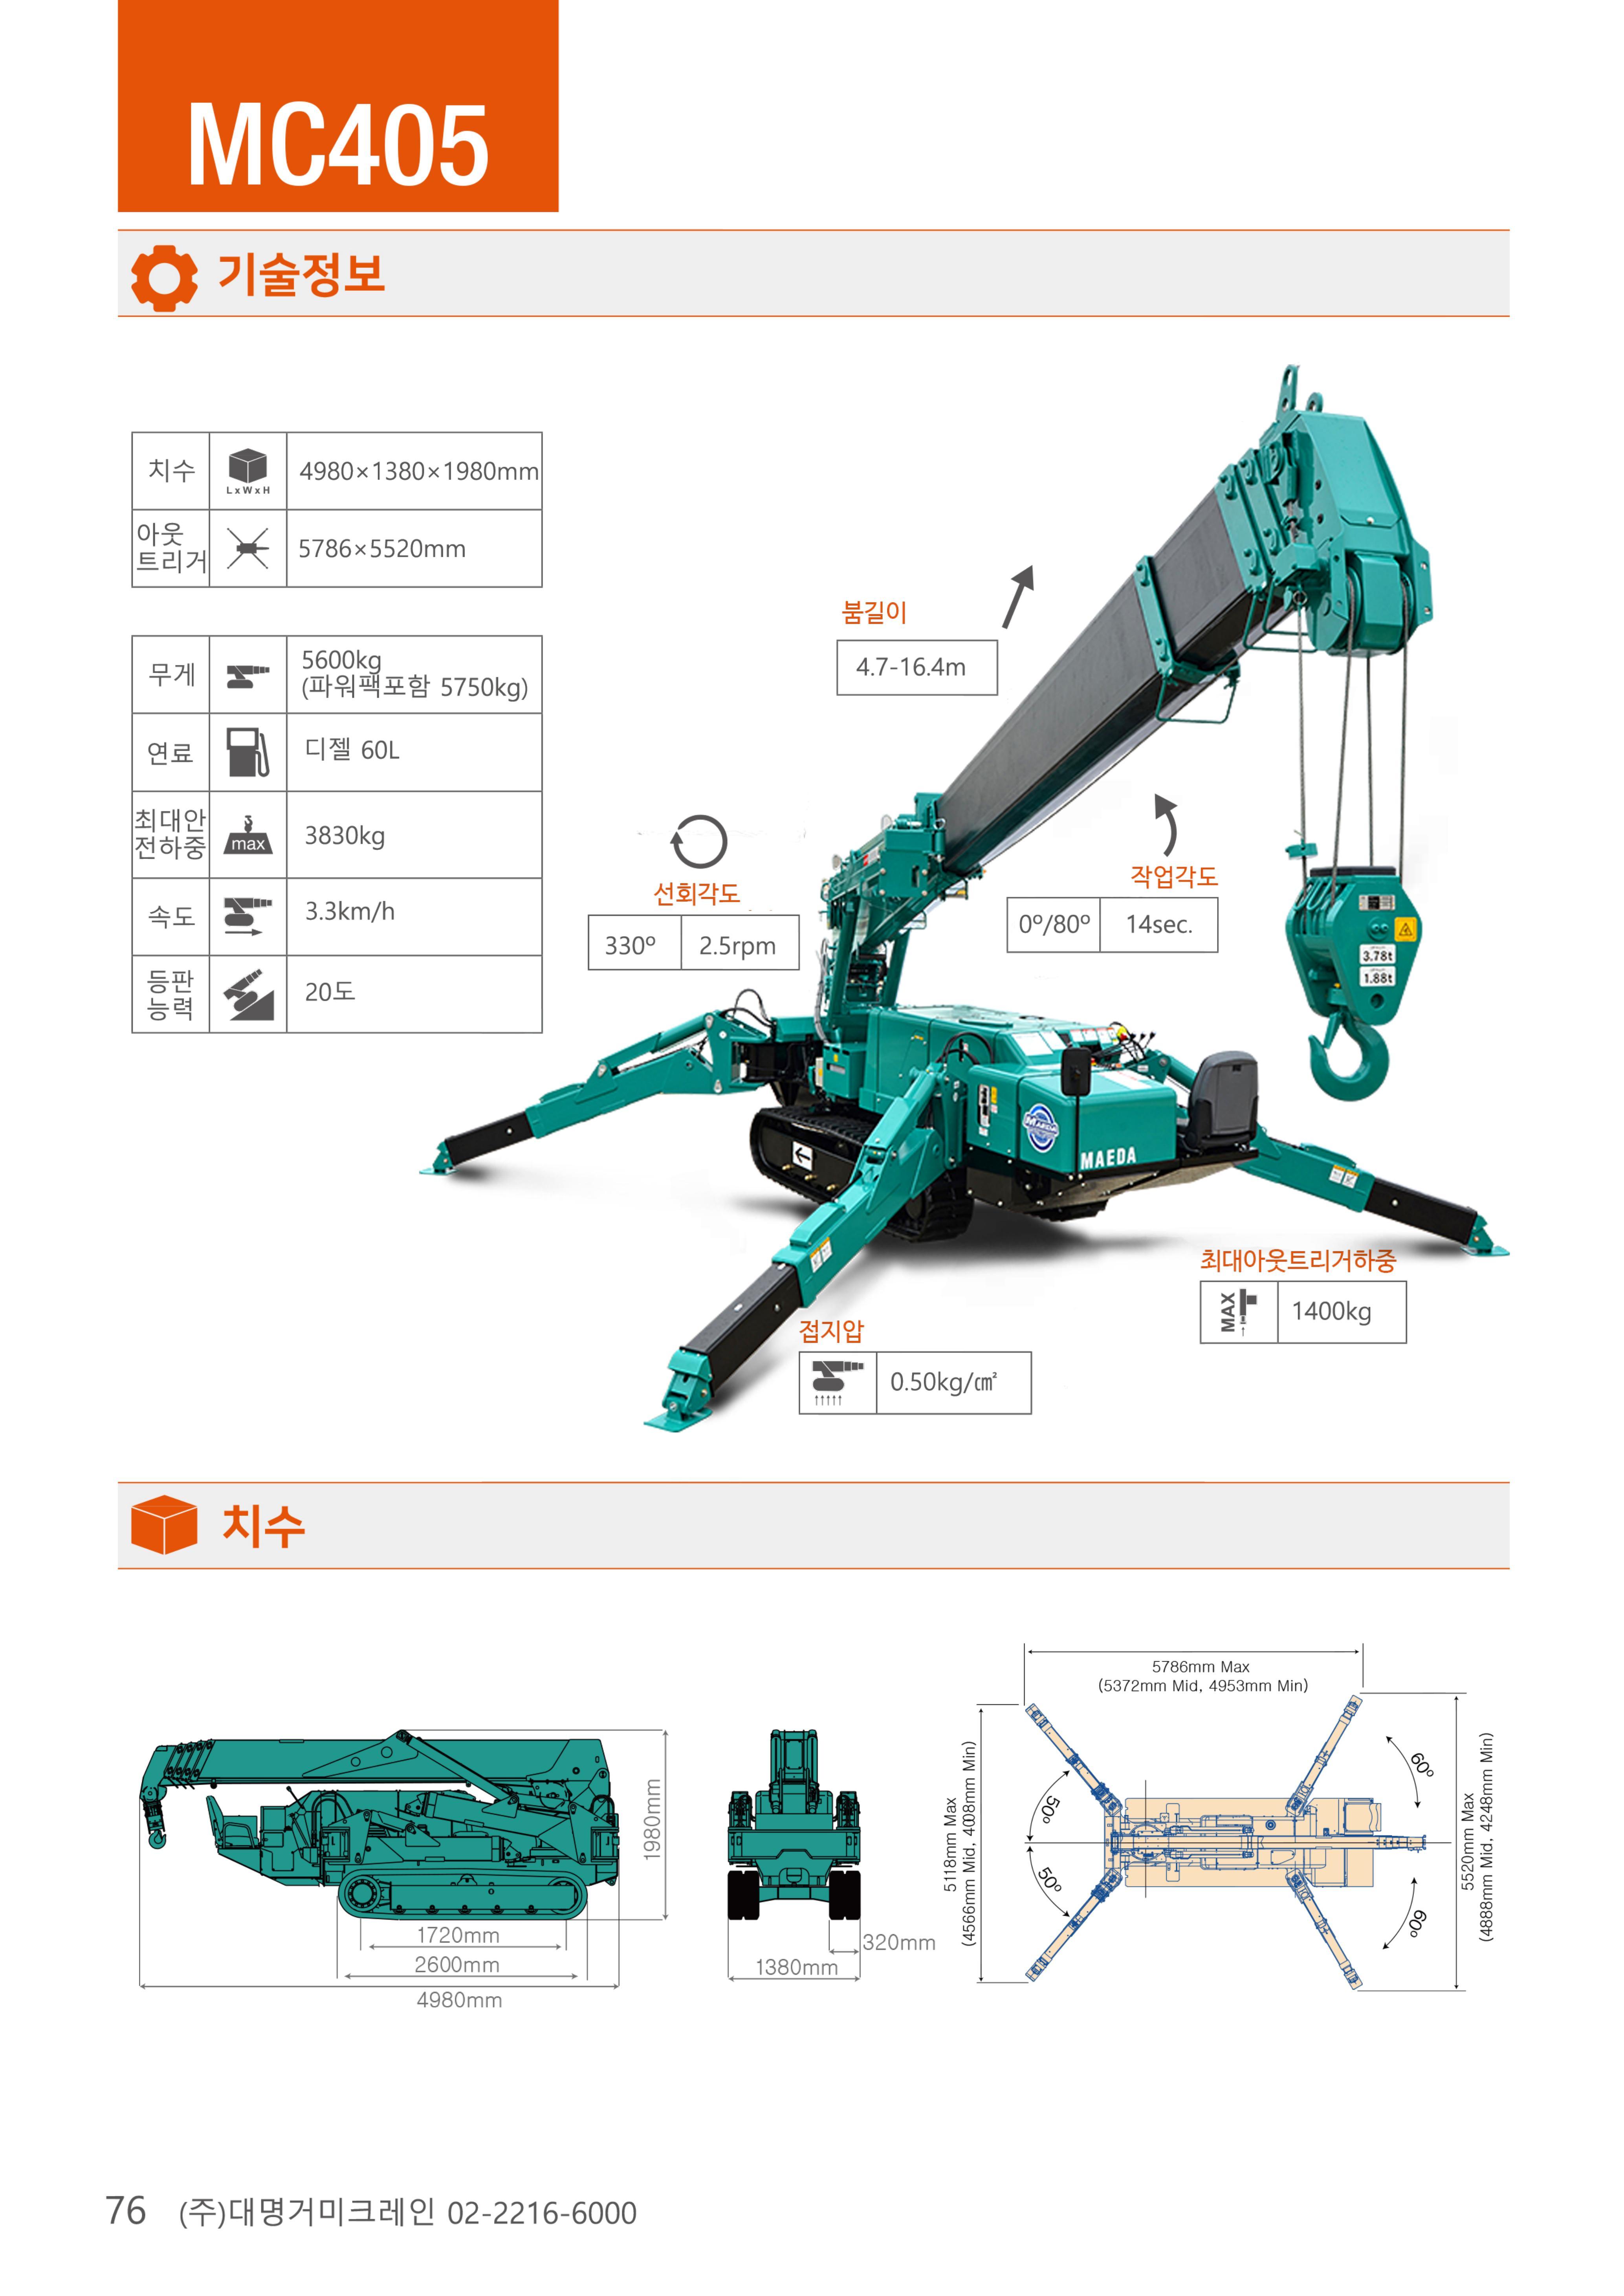 MC405
기술정보
치수
LxWxH
4980×1380×1980mm
아웃
트리거
5786×5520mm
무게
5600kg
(파워팩포함 5750kg)
연료
디젤 60L
최대안
전하중
max
3830kg
속도
3.3km/h
등판
능력
20도
붐길이
4.7-16.4m
선회각도
330º 2.5rpm
작업각도
0º/80º 14sec.
3.78t
1.88t
MAEDA
MAEDA
최대아웃트리거하중
MAX
1400kg
접지압
0.50kg/㎠
치수
1980mm
1720mm
2600mm
4980mm
320mm
1380mm
5786mm Max
(5372mm Mid, 4953mm Min)
5118mm Max
(4566mm Mid, 4008mm Min)
50º
50º
60º
60º
5520mm Max
(4888mm Mid, 4248mm Min)
76 (주)대명거미크레인 02-2216-6000